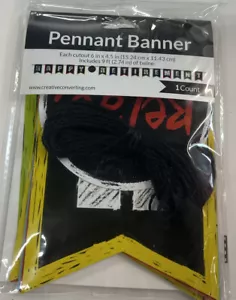 Pennant Banner
Each cutout 6 in x 4.5 in (15.24 cm x 11.43 cm)
Includes 9 ft (2.74 m) of twine
HAPPY RETIREMENT
www.creativeconverting.com
1 Count
Relax